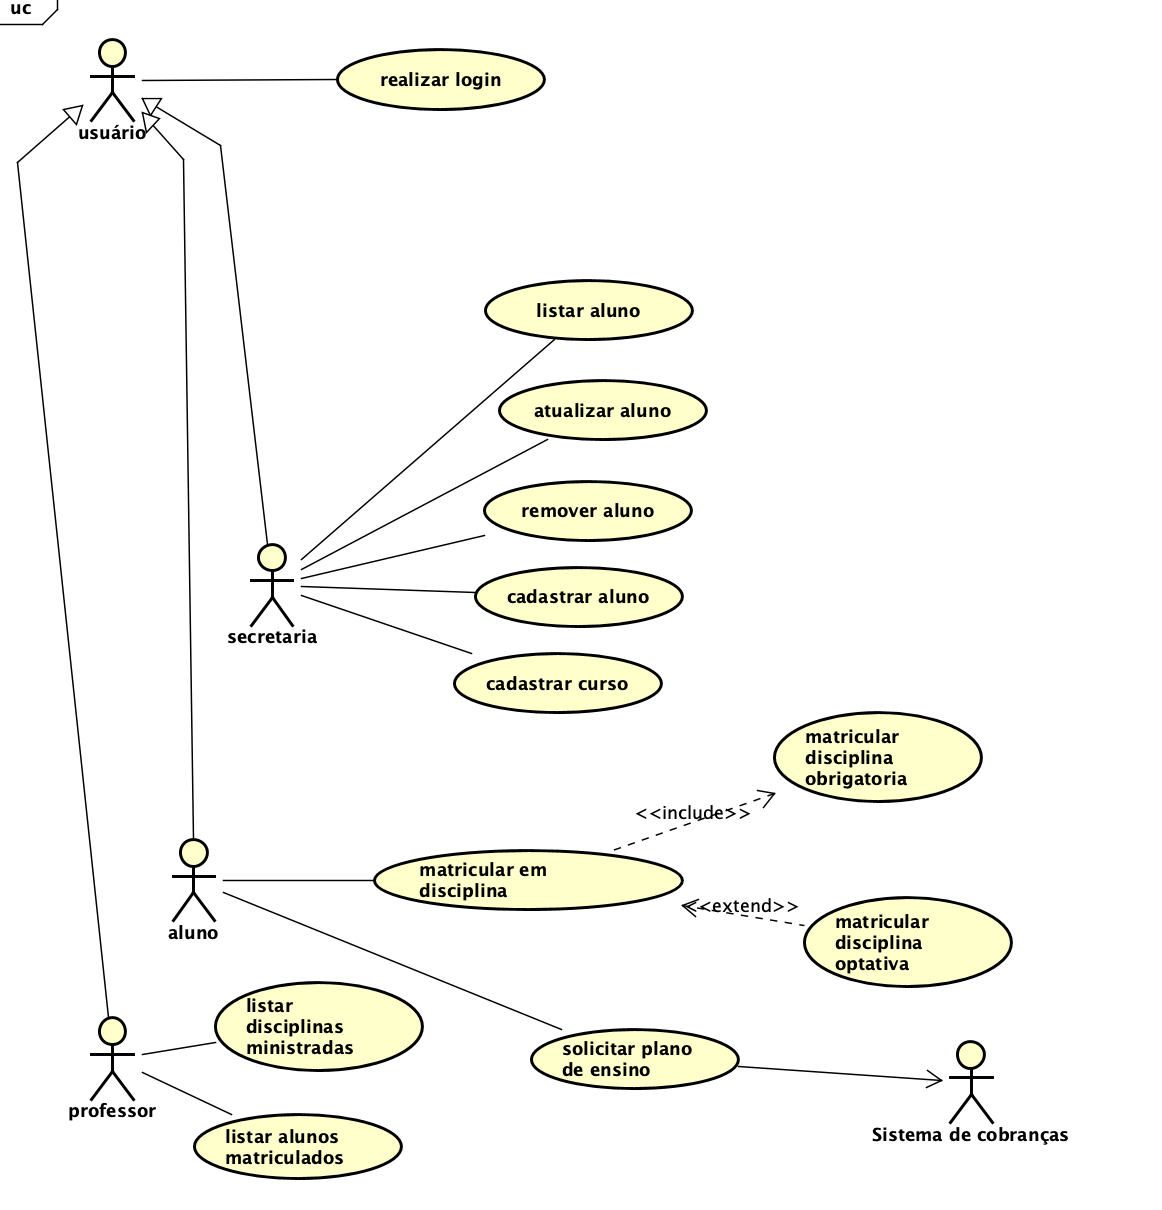 uc
realizar login
usuário
listar aluno
atualizar aluno
remover aluno
cadastrar aluno
secretaria
cadastrar curso
matricular
disciplina
obrigatoria
<<include>>
matricular em
disciplina
<<extend>>
matricular
disciplina
optativa
aluno
listar
disciplinas
ministradas
solicitar plano
de ensino
professor
Sistema de cobranças
listar alunos
matriculados